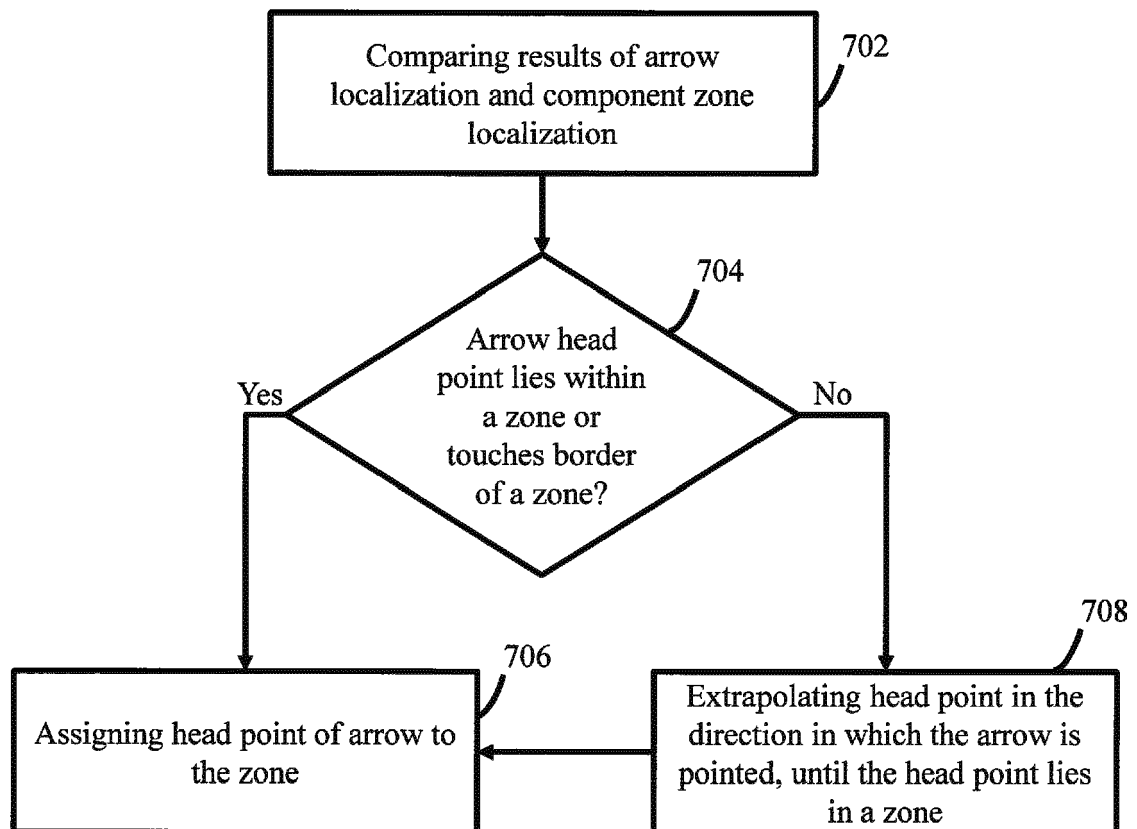 Comparing results of arrow
localization and component zone
localization
702
704
Arrow head
point lies within
a zone or
touches border
of a zone?
Yes
No
706
Assigning head point of arrow to
the zone
708
Extrapolating head point in the
direction in which the arrow is
pointed, until the head point lies
in a zone